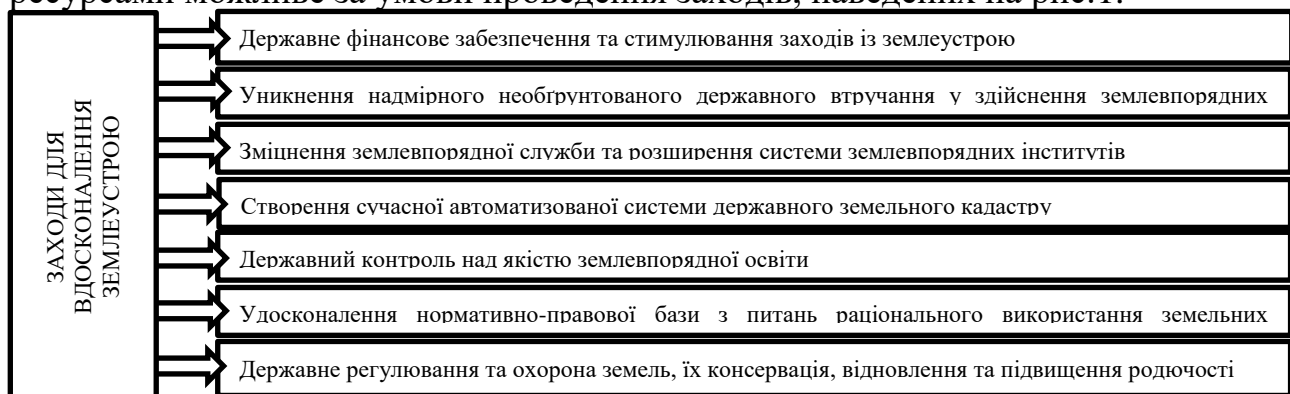 ресурсами можливе за умови проведення заходів, наведених на рис.1.
ЗАХОДИ ДЛЯ
ВДОСКОНАЛЕННЯ
ЗЕМЛЕУСТРОЮ
Державне фінансове забезпечення та стимулювання заходів із землеустрою
Уникнення надмірного необґрунтованого державного втручання у здійснення землевпорядних
Зміцнення землевпорядної служби та розширення системи землевпорядних інститутів
Створення сучасної автоматизованої системи державного земельного кадастру
Державний контроль над якістю землевпорядної освіти
Удосконалення нормативно-правової бази з питань раціонального використання земельних
Державне регулювання та охорона земель, їх консервація, відновлення та підвищення родючості